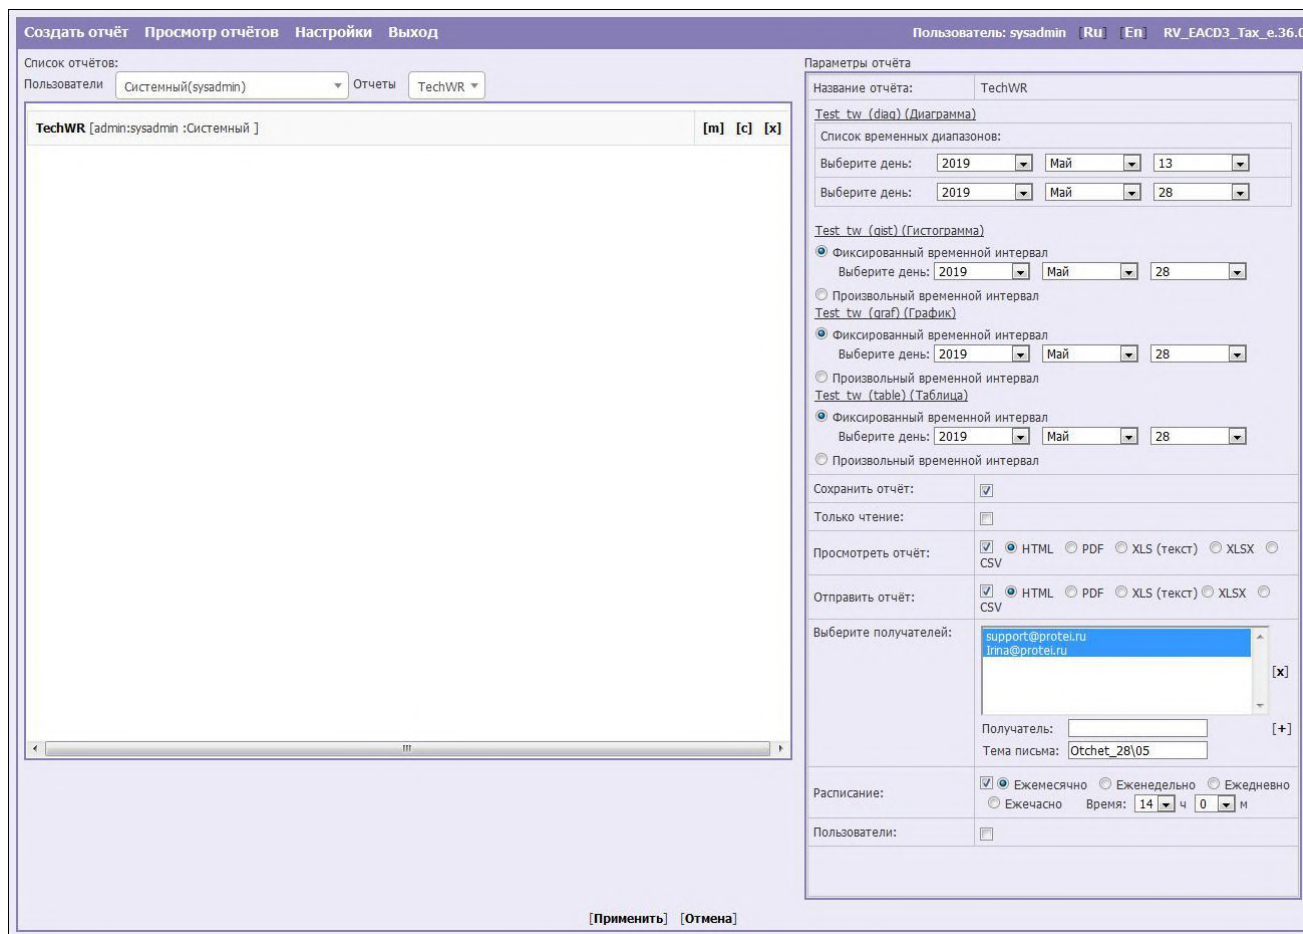 Создать отчёт Просмотр отчётов Настройки Выход Пользователь: sysadmin [Ru] [En] RV_EACD3_Tax_e.36.0
Список отчётов:
Пользователи Системный(sysadmin) Отчеты TechWR
TechWR [admin:sysadmin :Системный ] [m] [c] [x]
Параметры отчёта
Название отчёта: TechWR
Test_tw_(diag) (Диаграмма)
Список временных диапазонов:
Выберите день: 2019 Май 13
Выберите день: 2019 Май 28
Test_tw_(gist) (Гистограмма)
Фиксированный временной интервал
Выберите день: 2019 Май 28
Произвольный временной интервал
Test_tw_(graf) (График)
Фиксированный временной интервал
Выберите день: 2019 Май 28
Произвольный временной интервал
Test_tw_(table) (Таблица)
Фиксированный временной интервал
Выберите день: 2019 Май 28
Произвольный временной интервал
Сохранить отчёт:
Только чтение:
Просмотреть отчёт: HTML PDF XLS (текст) XLSX
CSV
Отправить отчёт: HTML PDF XLS (текст) XLSX
CSV
Выберите получателей: support@protei.ru
Irina@protei.ru
[x]
Получатель: [+]
Тема письма: Otchet_28\05
Расписание: Ежемесячно Еженедельно Ежедневно
Ежечасно Время: 14 ч 0 м
Пользователи:
[Применить] [Отмена]